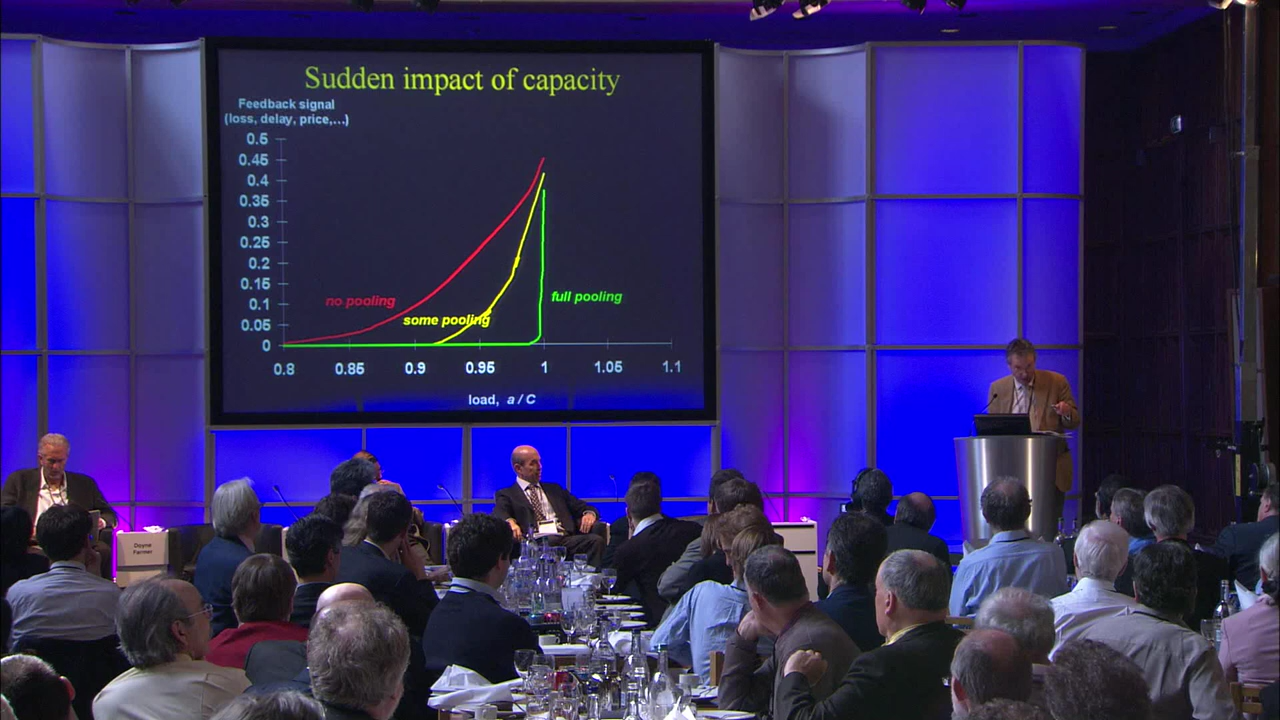 Sudden impact of capacity
Feedback signal
(loss, delay, price,...)
0.5
0.45
0.4
0.35
0.3
0.25
0.2
0.15
0.1
0.05
0
no pooling
some pooling
full pooling
0.8 0.85 0.9 0.95 1 1.05 1.1
load, a / C
Doyne
Farmer